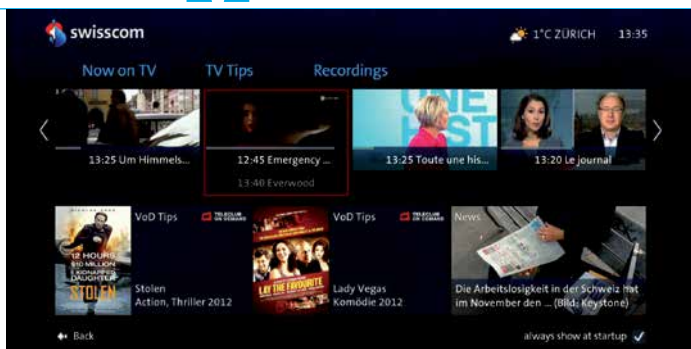 swisscom
1°C ZÜRICH 13:35
Now on TV TV Tips Recordings
UNE
HIST
13:25 Um Himmels... 12:45 Emergency ... 13:25 Toute une his... 13:20 Le journal
13:40 Everwood
VoD Tips TELECLUB ON DEMAND VoD Tips TELECLUB ON DEMAND News
12 HOURS
$10 MILLION
1 KIDNAPPED
DAUGHTER
STOLEN
LAY THE FAVOURITE
Stolen Lady Vegas Die Arbeitslosigkeit in der Schweiz hat
Action, Thriller 2012 Komödie 2012 im November den ... (Bild: Keystone)
Back always show at startup